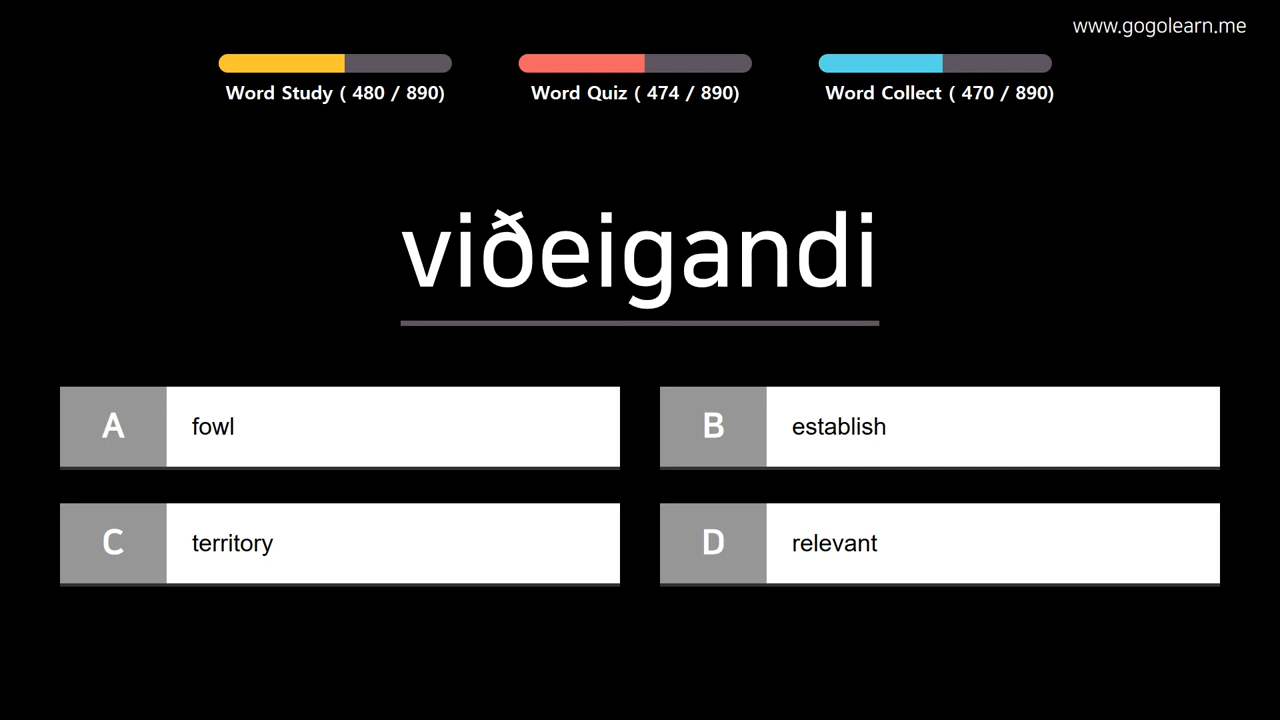 www.gogolearn.me
Word Study ( 480 / 890)
Word Quiz ( 474 / 890)
Word Collect ( 470 / 890)
viðeigandi
A fowl
B establish
C territory
D relevant